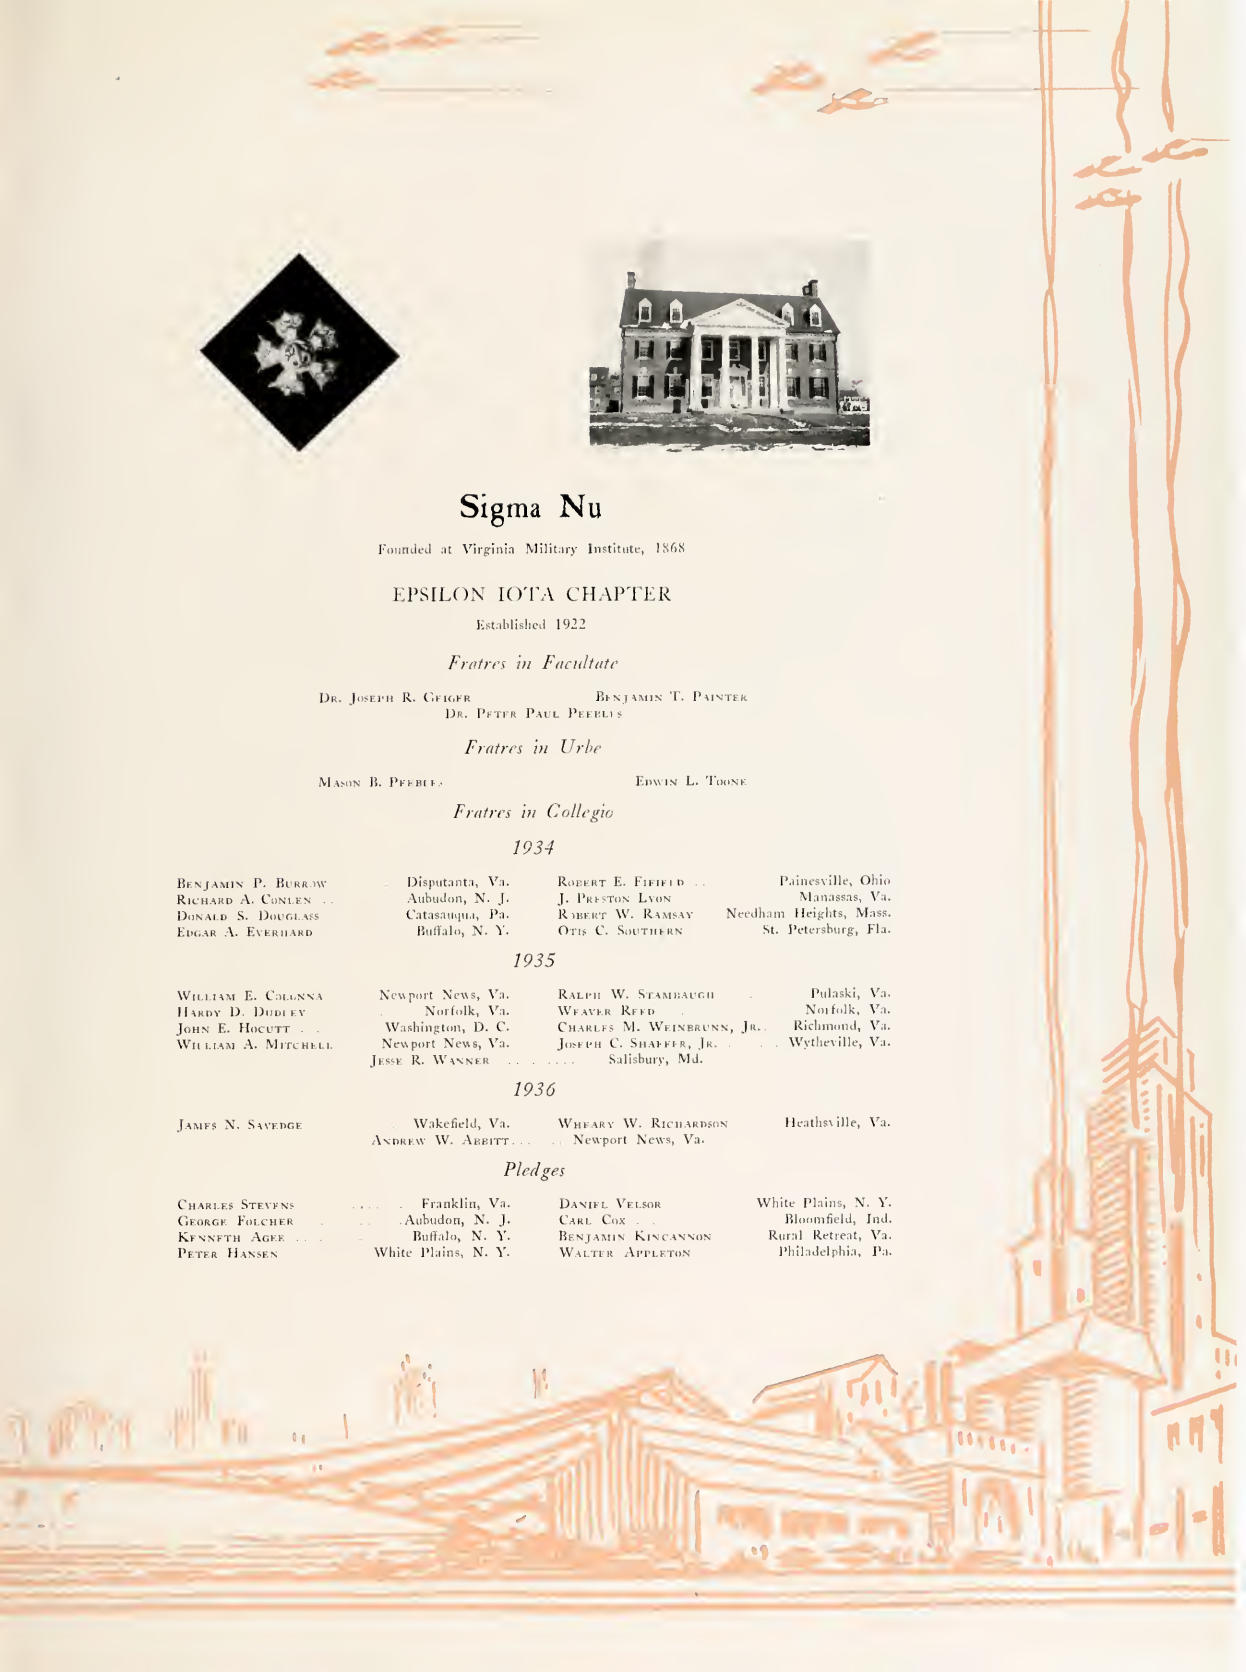 Sigma Nu
Founded at Virginia Military Institute, 1868
EPSILON IOTA CHAPTER
Established 1922
Fratres in Facultate
Dr. Joseph R. Geiger Benjamin T. Painter
Dr. Peter Paul Peebles
Fratres in Urbe
Mason B. Peebles Edwin L. Toone
Fratres in Collegio
1934
Benjamin P. Burrow . Disputanta, Va. Robert E. Fifield . . Painesville, Ohio
Richard A. Conlen . . Aubudon, N. J. J. Preston Lyon Manassas, Va.
Donald S. Douglass Catasauqua, Pa. Robert W. Ramsay Needham Heights, Mass.
Edgar A. Everhard Buffalo, N. Y. Otis C. Southern St. Petersburg, Fla.
1935
William E. Colonna Newport News, Va. Ralph W. Stambaugh . Pulaski, Va.
Hardy D. Dudley . Norfolk, Va. Weaver Reed . Norfolk, Va.
John E. Hocutt . . Washington, D. C. Charles M. Weinbrunn, Jr. . Richmond, Va.
William A. Mitchell Newport News, Va. Joseph C. Shaffer, Jr. . . . Wytheville, Va.
Jesse R. Wanner . . . . . . . . Salisbury, Md.
1936
James N. Savedge Wakefield, Va. Wheary W. Richardson Heathsville, Va.
Andrew W. Abbitt . . . . . Newport News, Va.
Pledges
Charles Stevens . . . . . Franklin, Va. Daniel Velsor White Plains, N. Y.
George Folcher . . . . Aubudon, N. J. Carl Cox . . Bloomfield, Ind.
Kenneth Agee . . . . Buffalo, N. Y. Benjamin Kincannon Rural Retreat, Va.
Peter Hansen White Plains, N. Y. Walter Appleton Philadelphia, Pa.